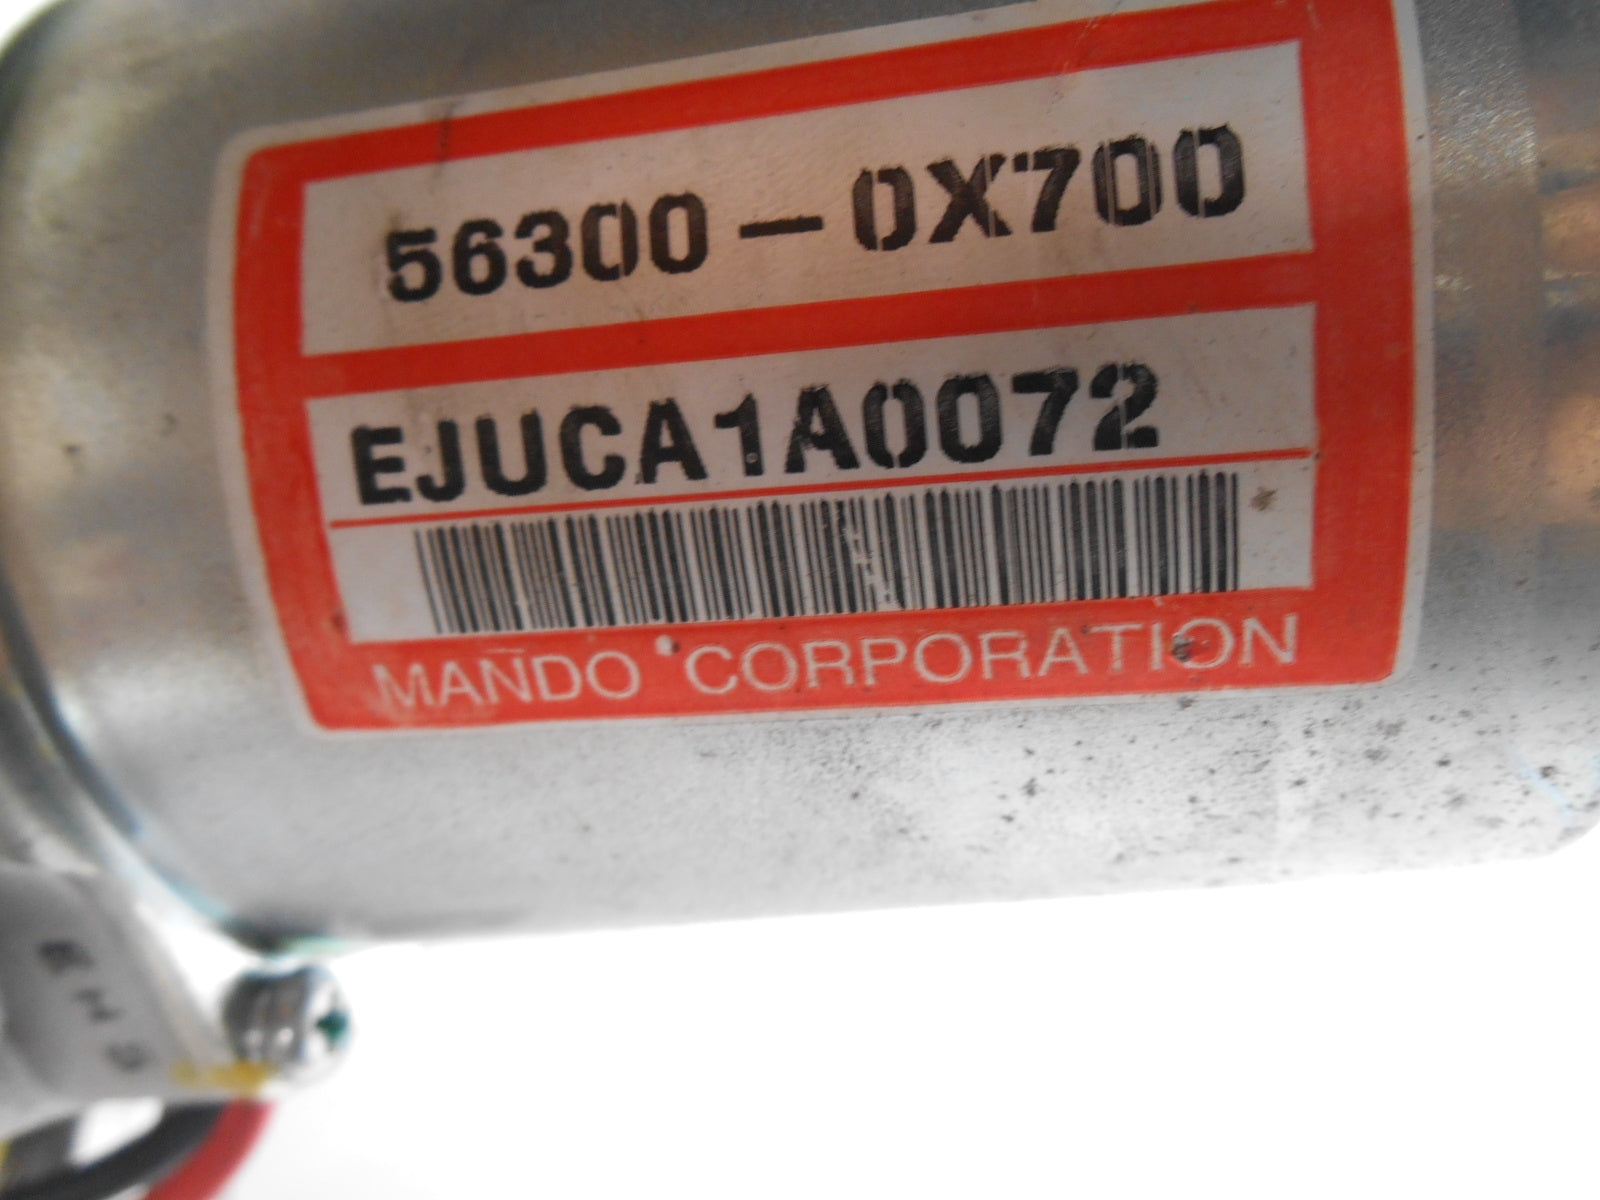 56300-0X700
EJUCA1A0072
MANDO CORPORATION